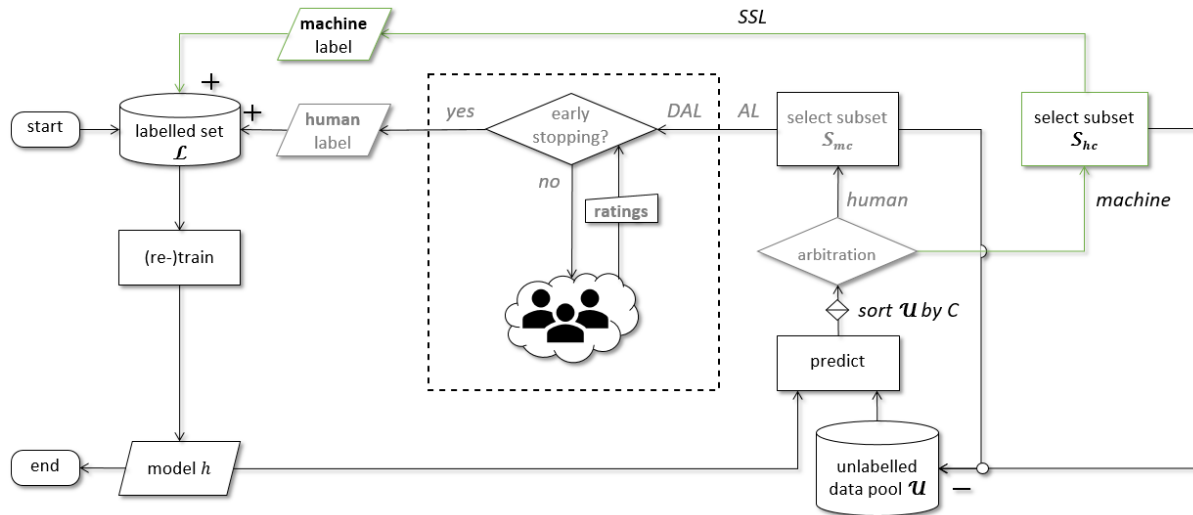 SSL
machine
label
+
+
start
labelled set
𝓛
human
label
yes
early
stopping?
DAL
AL
select subset
S_mc
select subset
S_hc
no
ratings
human
machine
(re-)train
arbitration
sort 𝓤 by C
predict
end
model h
unlabelled
data pool 𝓤
−